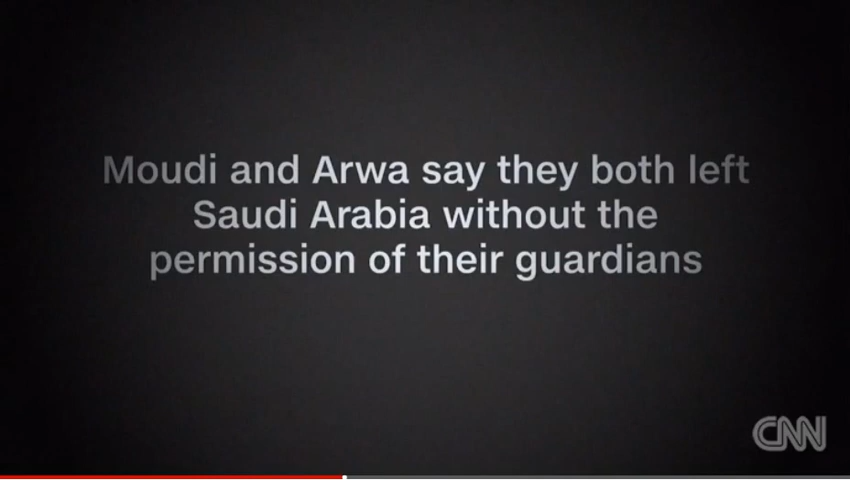 Moudi and Arwa say they both left
Saudi Arabia without the
permission of their guardians
CNN